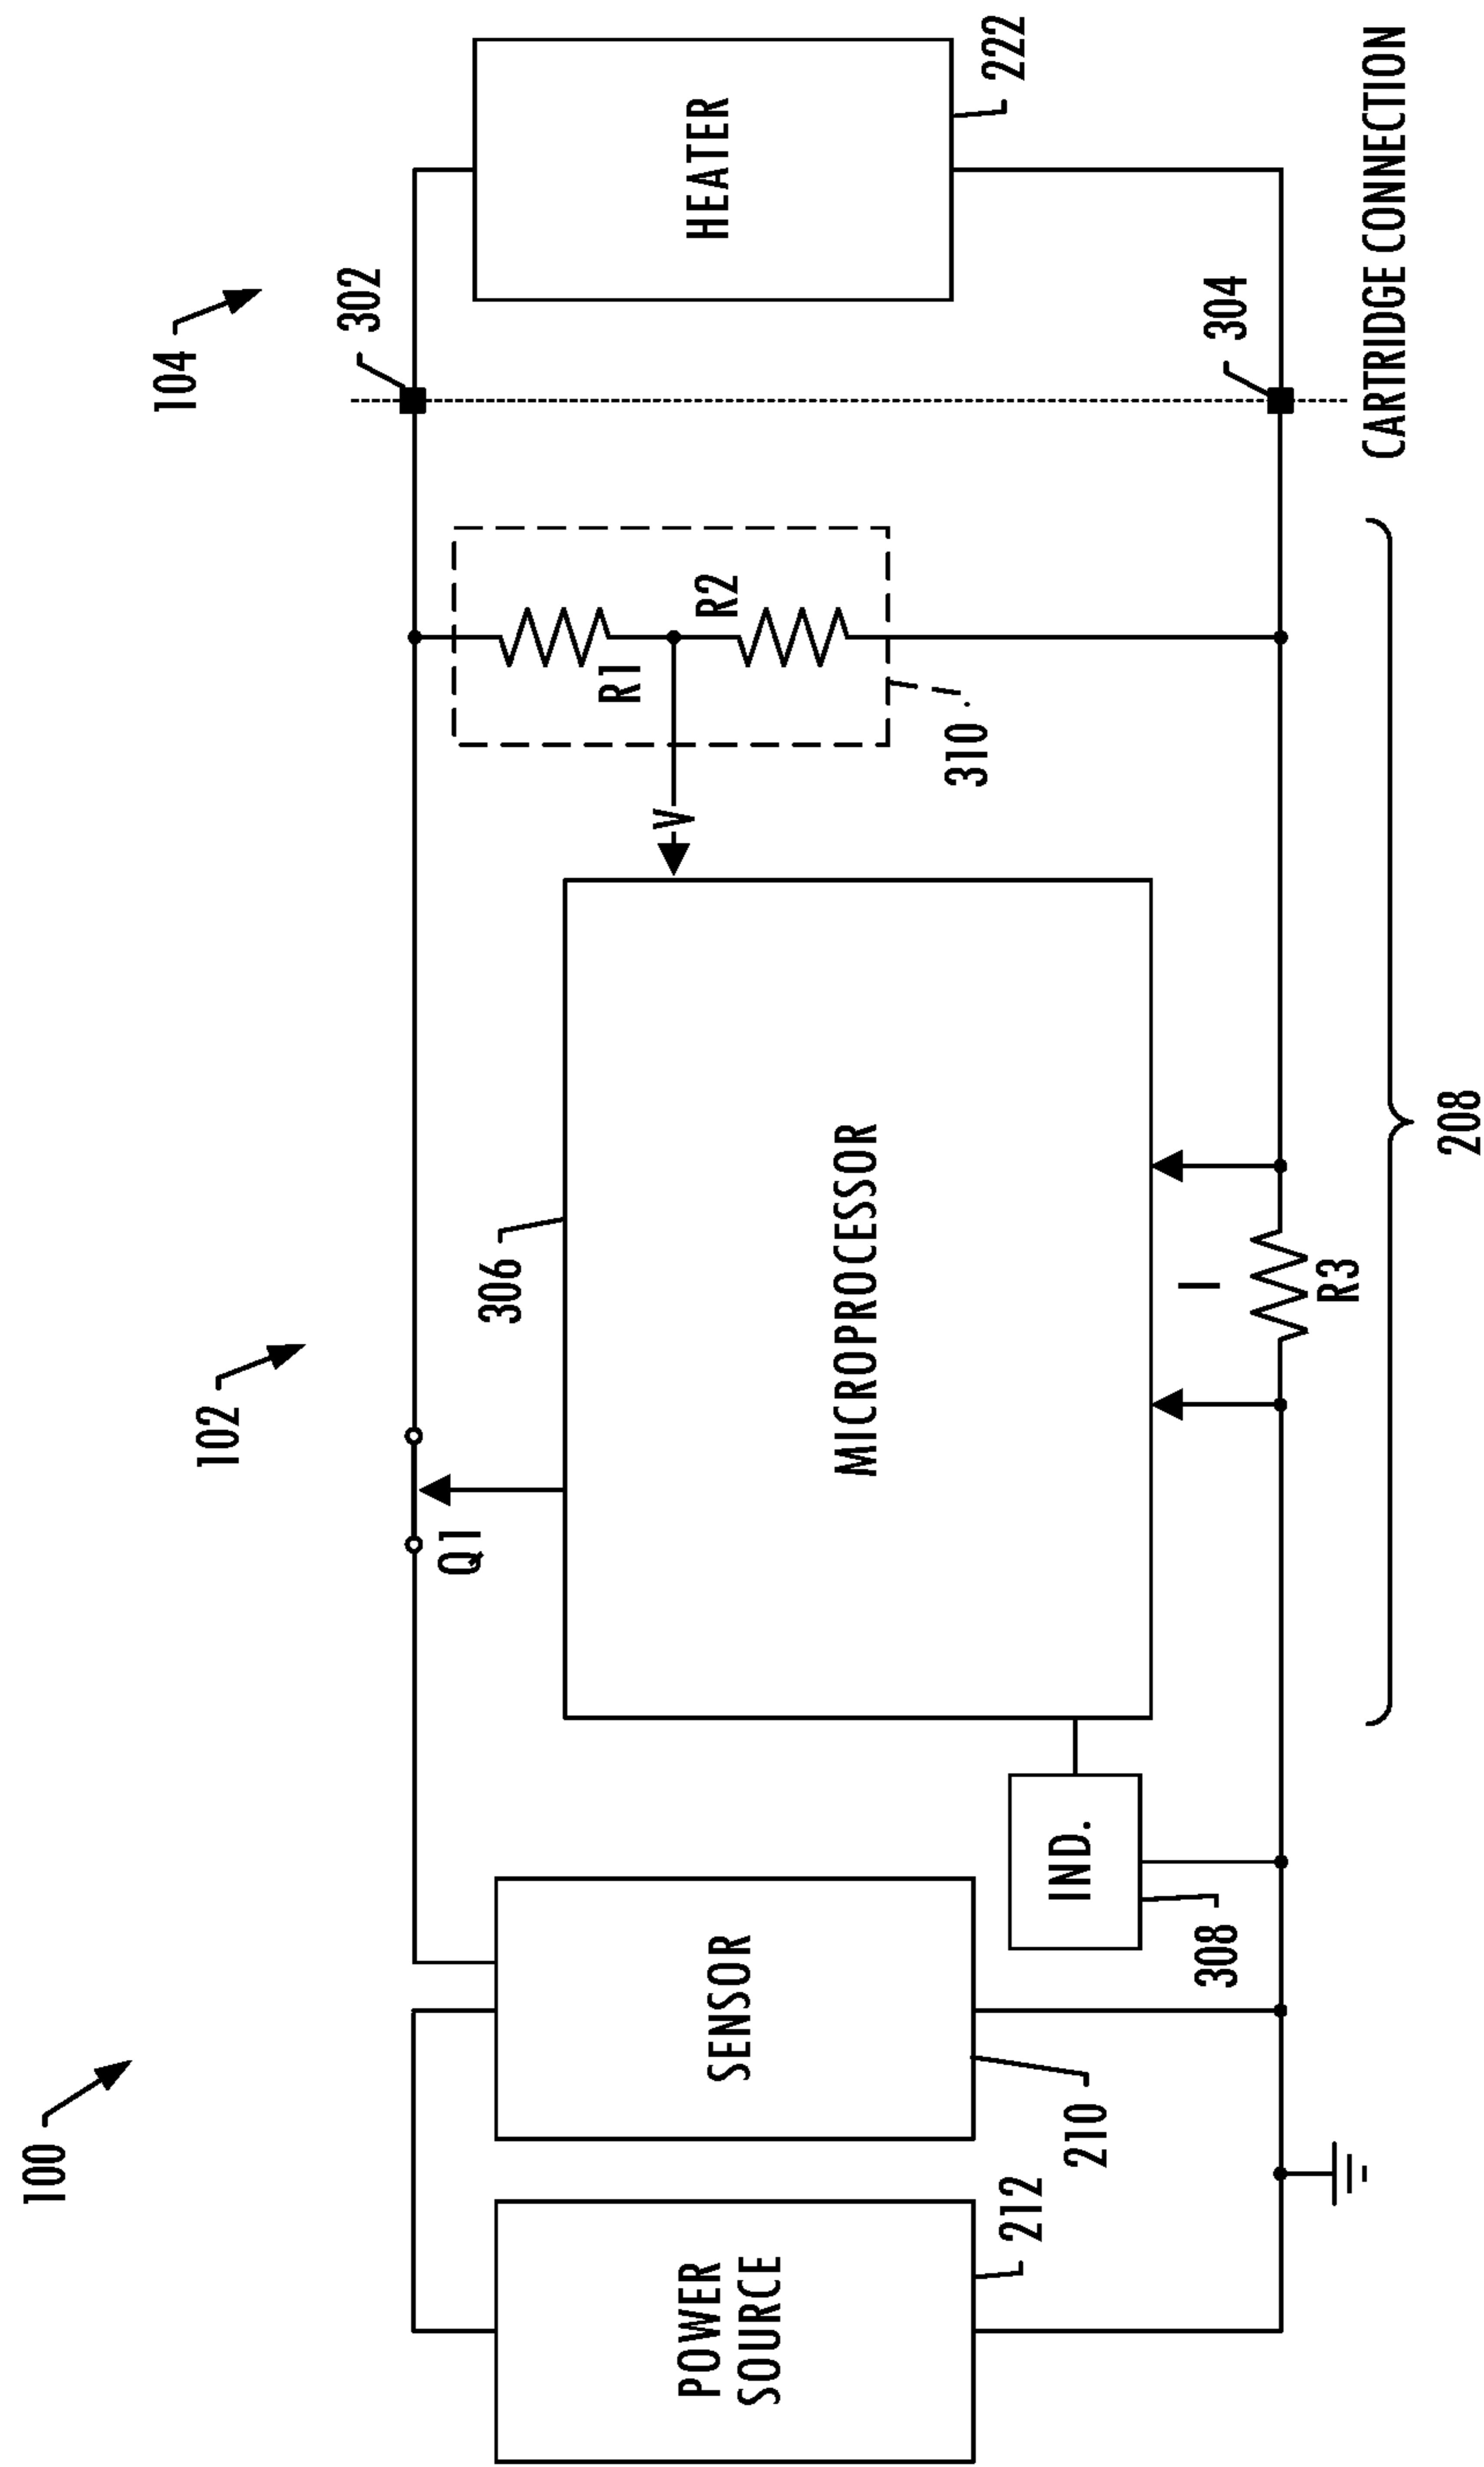 100
102
104
302
Q1
306
HEATER
222
R1
R2
V
310
304
MICROPROCESSOR
SENSOR
210
POWER
SOURCE
212
IND.
308
I
R3
CARTRIDGE CONNECTION
208